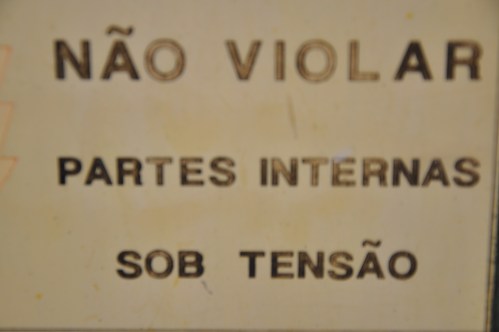 NÃO VIOLAR
PARTES INTERNAS
SOB TENSÃO